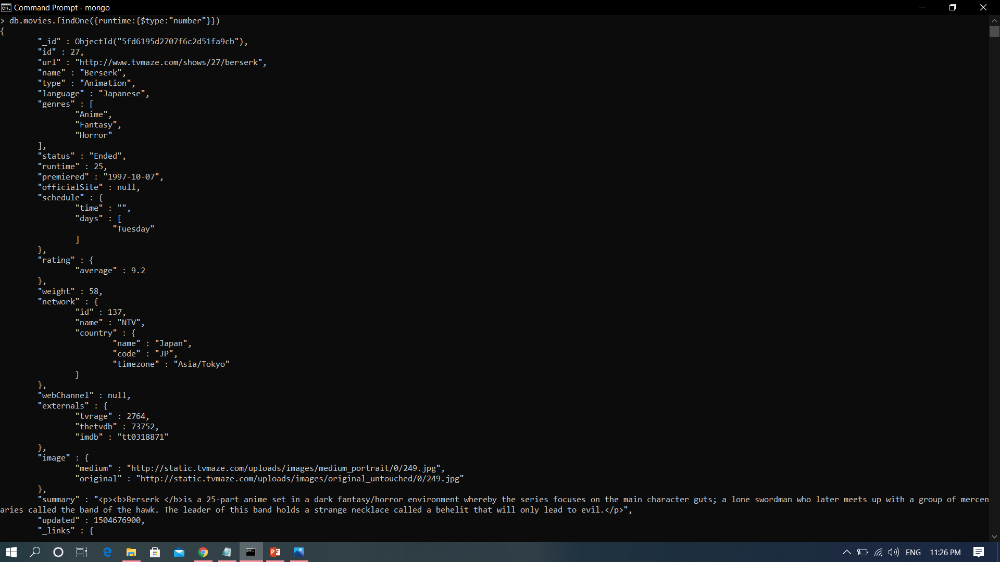 Command Prompt - mongo
> db.movies.findOne({runtime:{$type:"number"}})
{
"_id" : ObjectId("5fd6195d2707f6c2d51fa9cb"),
"id" : 27,
"url" : "http://www.tvmaze.com/shows/27/berserk",
"name" : "Berserk",
"type" : "Animation",
"language" : "Japanese",
"genres" : [
"Anime",
"Fantasy",
"Horror"
],
"status" : "Ended",
"runtime" : 25,
"premiered" : "1997-10-07",
"officialSite" : null,
"schedule" : {
"time" : "",
"days" : [
"Tuesday"
]
},
"rating" : {
"average" : 9.2
},
"weight" : 58,
"network" : {
"id" : 137,
"name" : "NTV",
"country" : {
"name" : "Japan",
"code" : "JP",
"timezone" : "Asia/Tokyo"
}
},
"webChannel" : null,
"externals" : {
"tvrage" : 2764,
"thetvdb" : 73752,
"imdb" : "tt0318871"
},
"image" : {
"medium" : "http://static.tvmaze.com/uploads/images/medium_portrait/0/249.jpg",
"original" : "http://static.tvmaze.com/uploads/images/original_untouched/0/249.jpg"
},
"summary" : "<p><b>Berserk </b>is a 25-part anime set in a dark fantasy/horror environment whereby the series focuses on the main character guts; a lone swordman who later meets up with a group of mercen
aries called the band of the hawk. The leader of this band holds a strange necklace called a behelit that will only lead to evil.</p>",
"updated" : 1504676900,
"_links" : {
ENG 11:26 PM